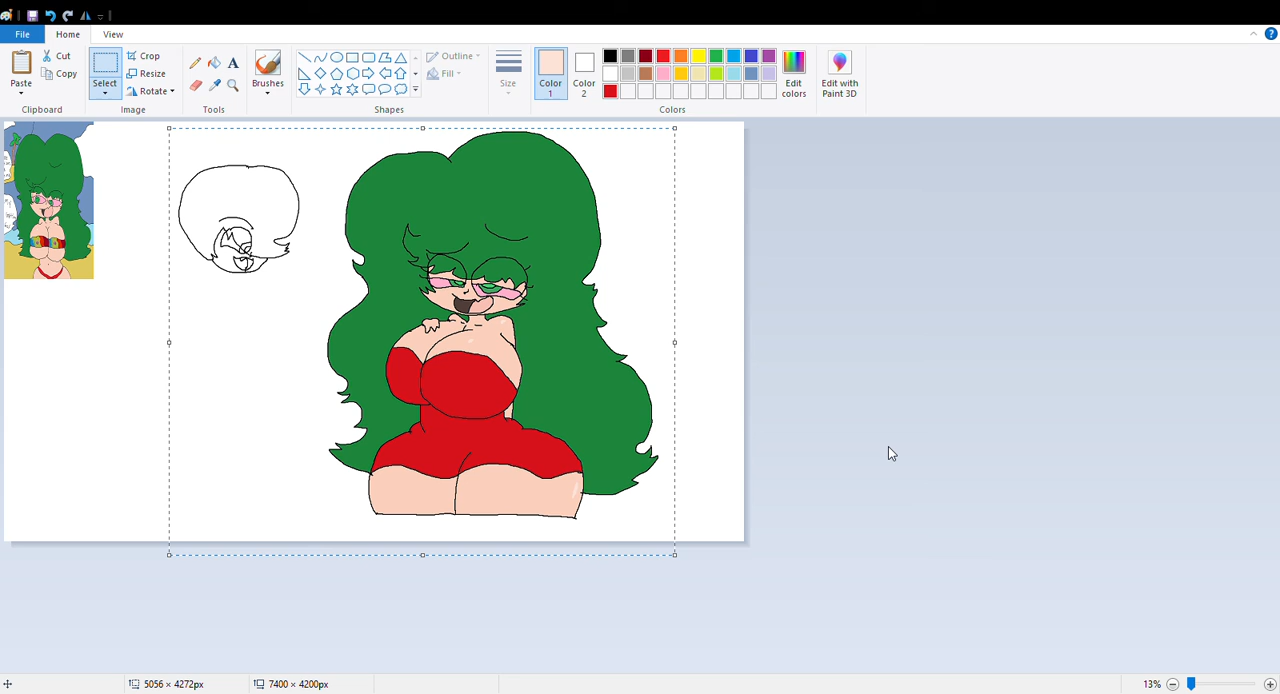 File Home View
Paste Cut Copy Select Crop Resize Rotate Brushes Outline Fill Size Color 1 Color 2 Edit colors Edit with Paint 3D
Clipboard Image Tools Shapes Colors
5056 × 4272px 7400 × 4200px 13%